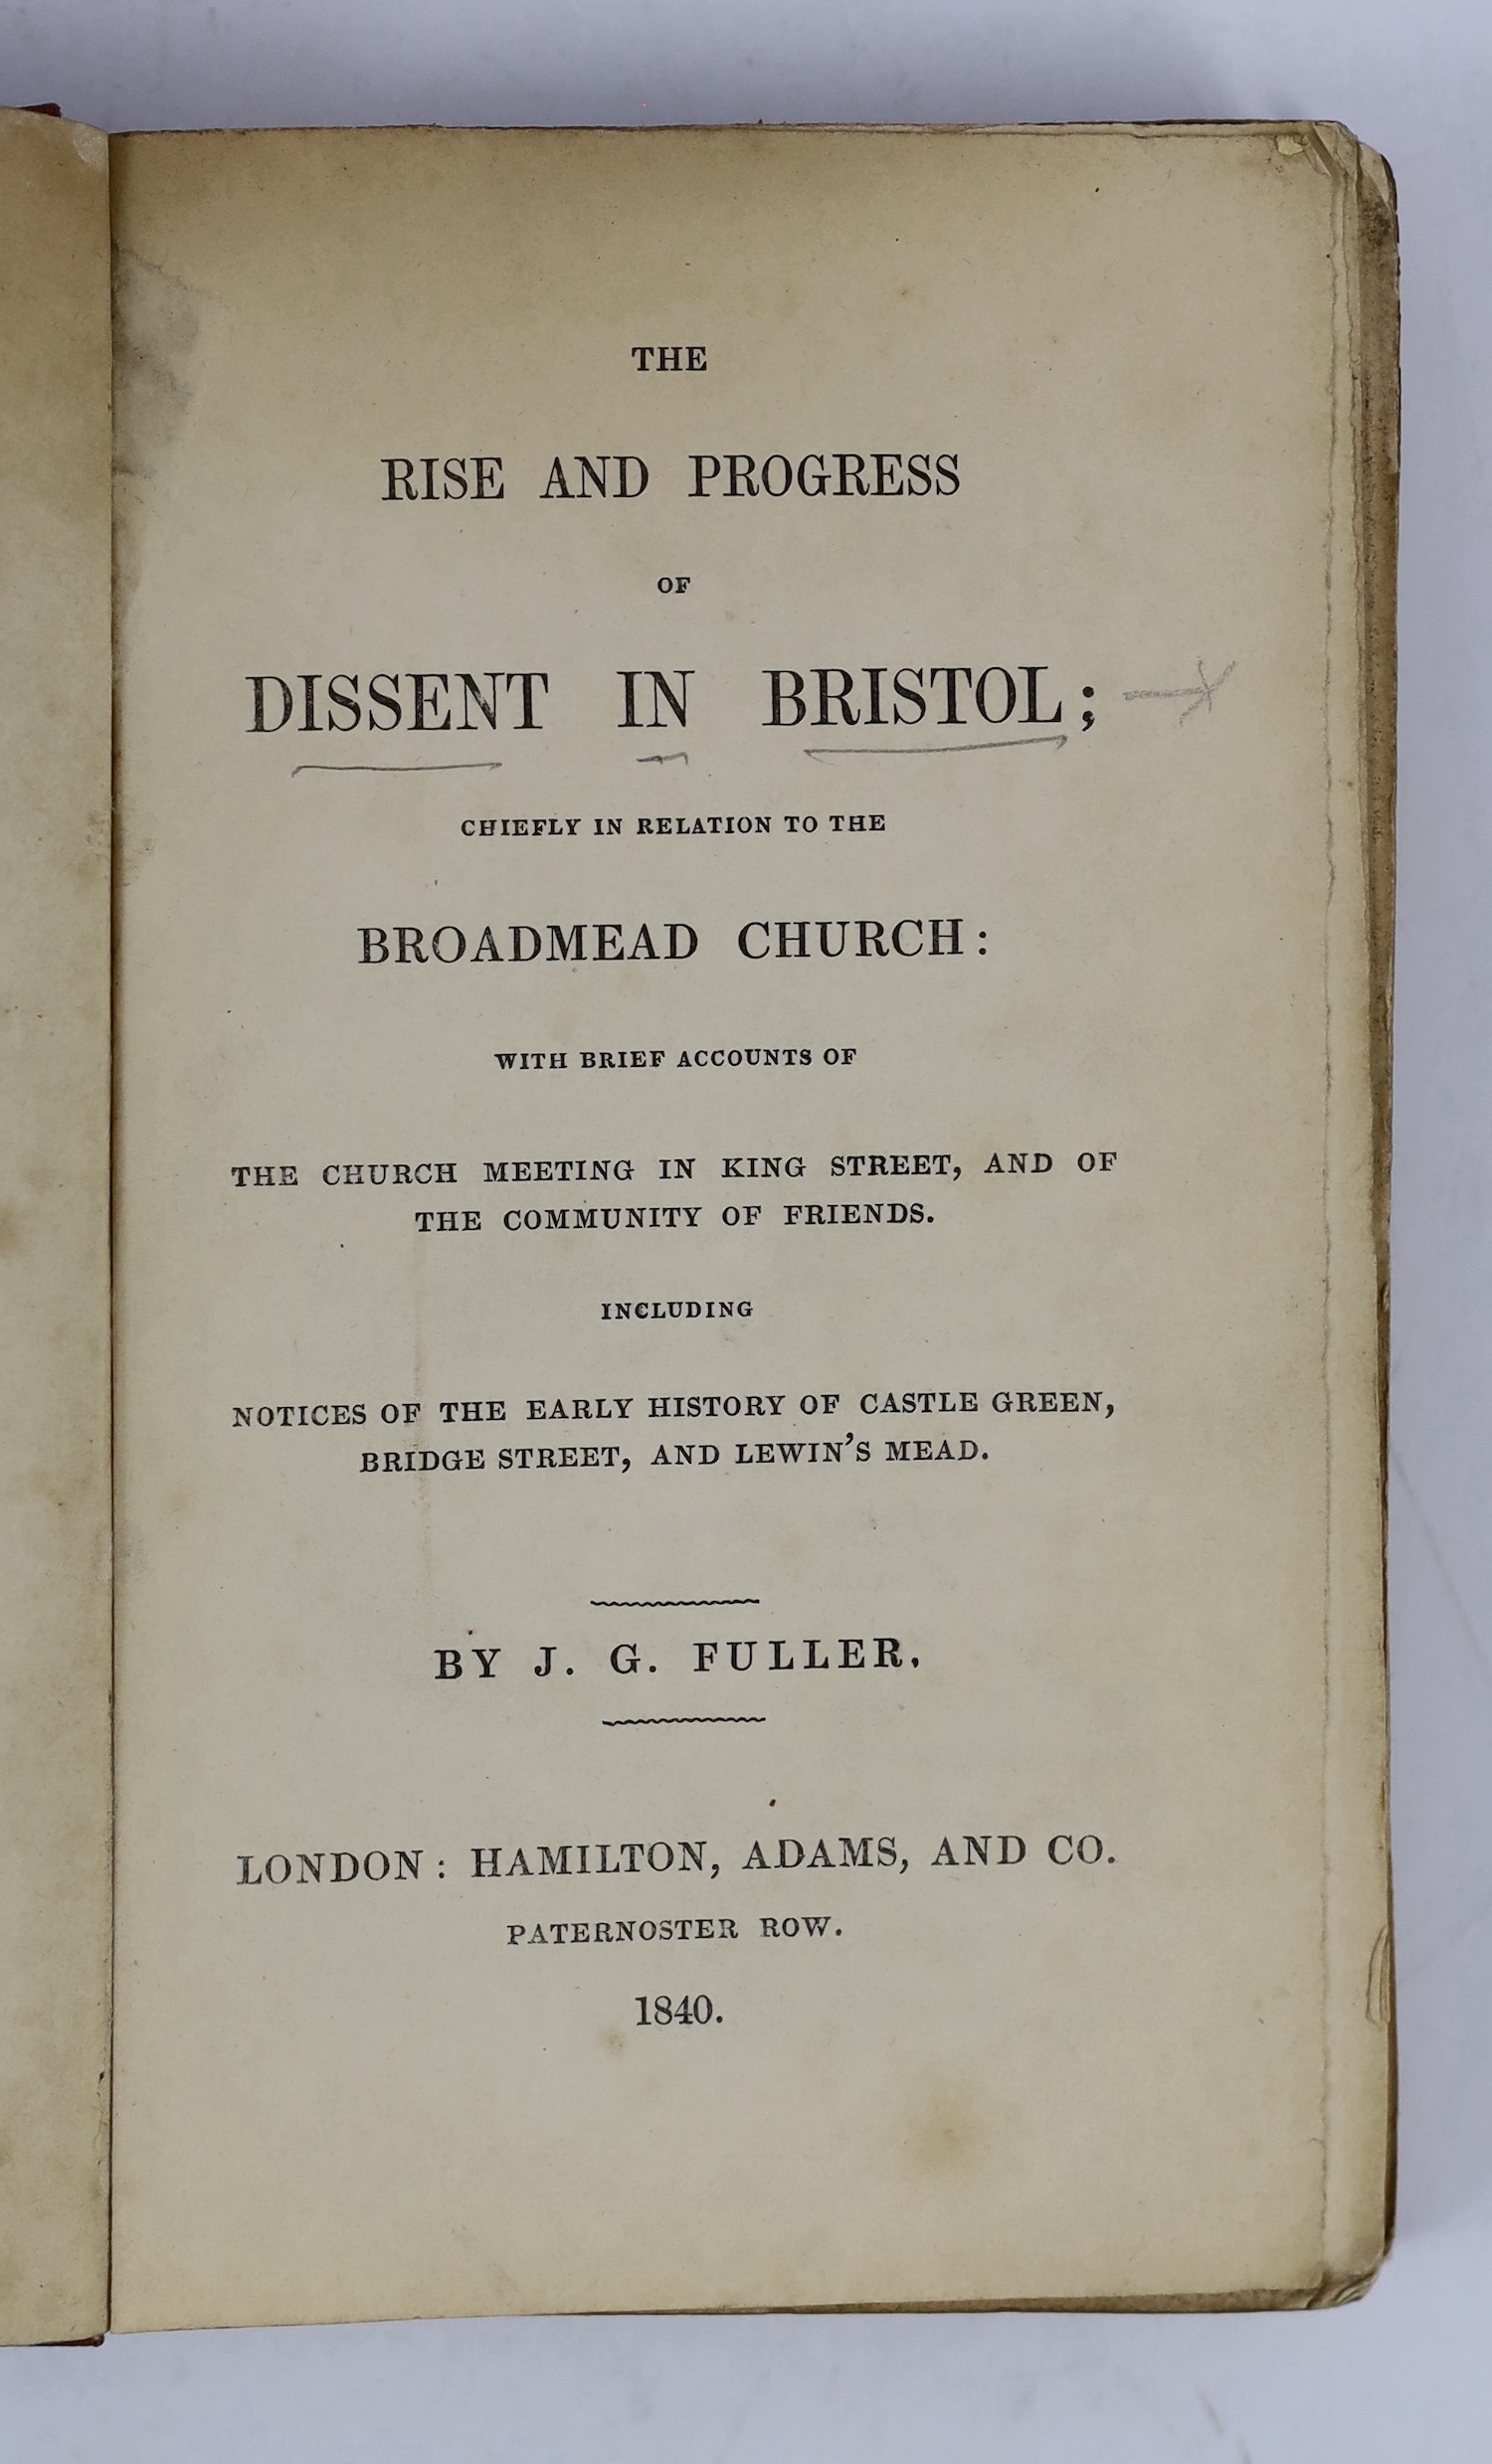 THE
RISE AND PROGRESS
OF
DISSENT IN BRISTOL;
CHIEFLY IN RELATION TO THE
BROADMEAD CHURCH:
WITH BRIEF ACCOUNTS OF
THE CHURCH MEETING IN KING STREET, AND OF
THE COMMUNITY OF FRIENDS.
INCLUDING
NOTICES OF THE EARLY HISTORY OF CASTLE GREEN,
BRIDGE STREET, AND LEWIN'S MEAD.
BY J. G. FULLER.
LONDON: HAMILTON, ADAMS, AND CO.
PATERNOSTER ROW.
1840.